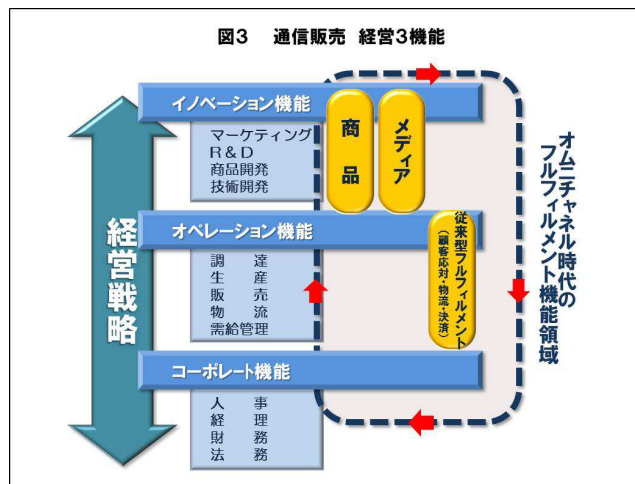 図3 通信販売 経営3機能
イノベーション機能
マーケティング
R＆D
商品開発
技術開発
商品
メディア
オペレーション機能
調達
生産
販売
物流
需給管理
従来型フルフィルメント
(顧客応対・物流・決済)
コーポレート機能
人事
経理
財務
法務
経営戦略
オムニチャネル時代の
フルフィルメント機能領域